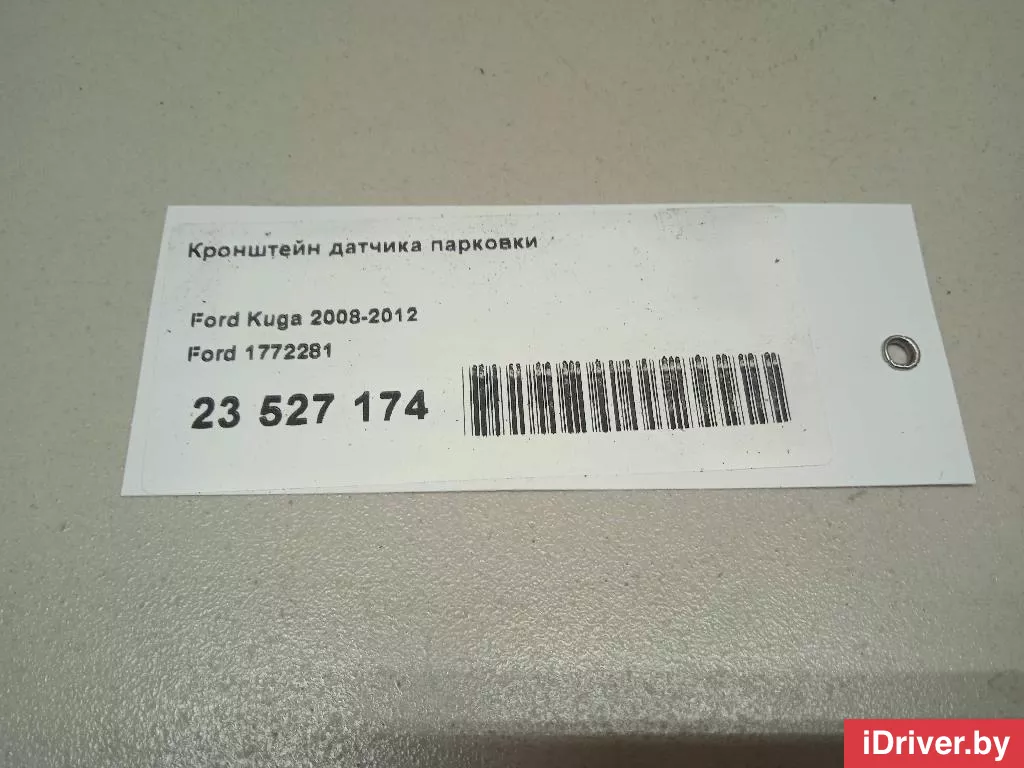 Кронштейн датчика парковки
Ford Kuga 2008-2012
Ford 1772281
23 527 174
iDriver.by